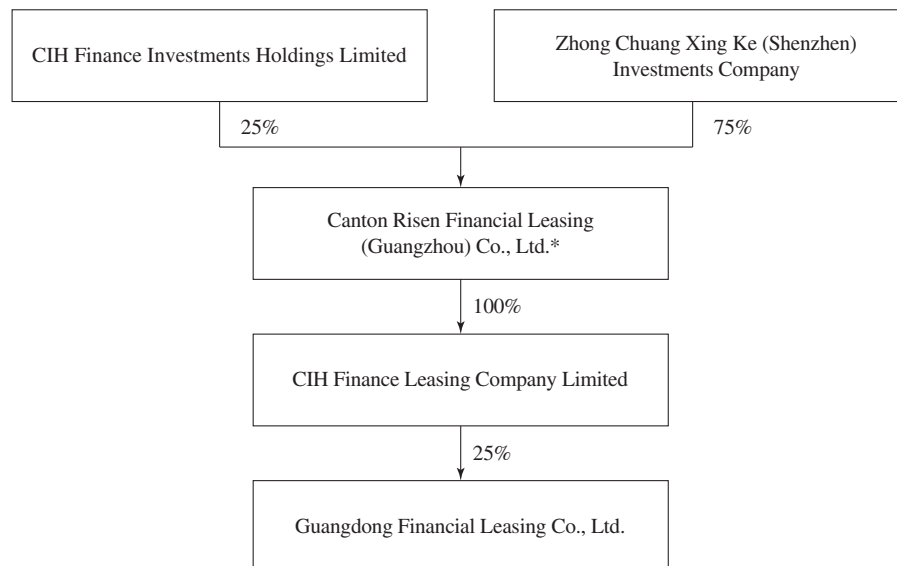 CIH Finance Investments Holdings Limited
Zhong Chuang Xing Ke (Shenzhen)
Investments Company
25%
75%
Canton Risen Financial Leasing
(Guangzhou) Co., Ltd.*
100%
CIH Finance Leasing Company Limited
25%
Guangdong Financial Leasing Co., Ltd.